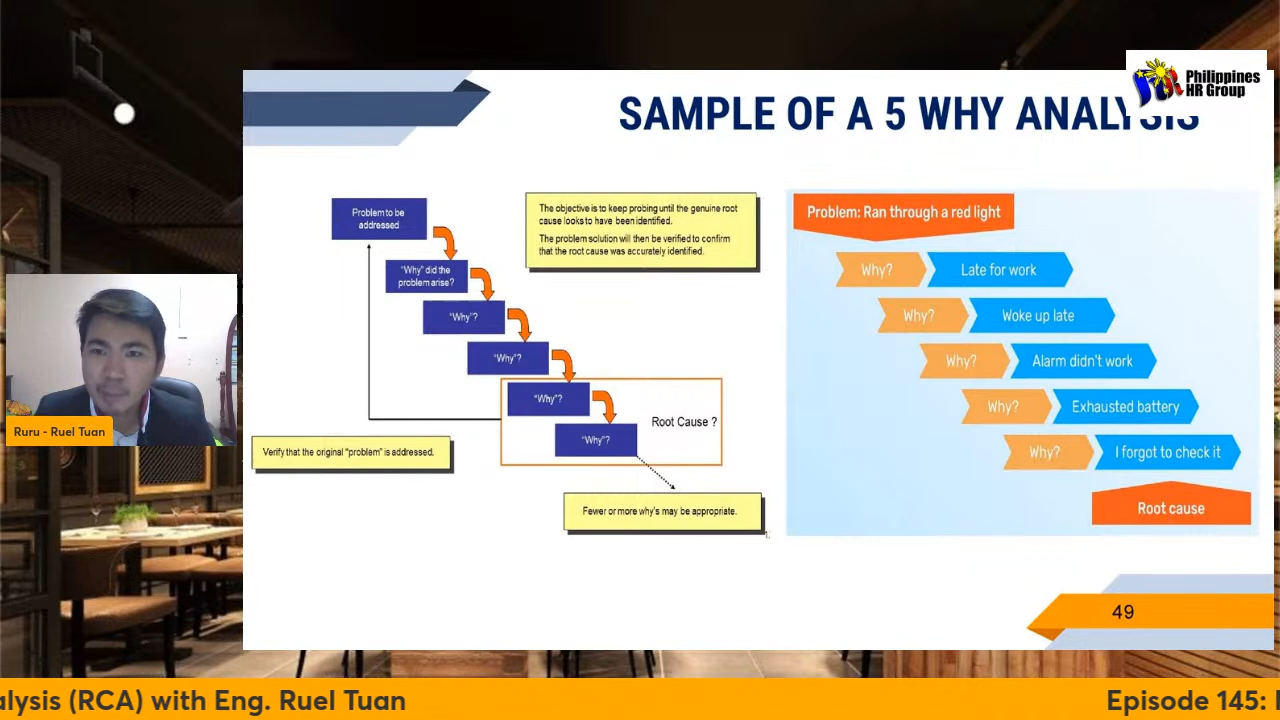 Philippines
HR Group
SAMPLE OF A 5 WHY ANALYSIS
Problem to be
addressed
"Why" did the
problem arise?
"Why"?
"Why"?
"Why"?
"Why"?
Root Cause ?
The objective is to keep probing until the genuine root
cause looks to have been identified.
The problem solution will then be verified to confirm
that the root cause was accurately identified.
Verify that the original "problem" is addressed.
Fewer or more why's may be appropriate.
Problem: Ran through a red light
Why? Late for work
Why? Woke up late
Why? Alarm didn't work
Why? Exhausted battery
Why? I forgot to check it
Root cause
49
Ruru - Ruel Tuan
alysis (RCA) with Eng. Ruel Tuan
Episode 145: